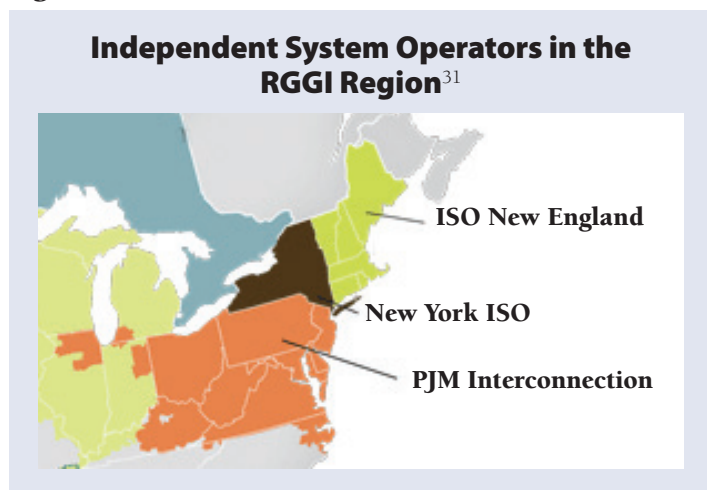 Independent System Operators in the
RGGI Region31
ISO New England
New York ISO
PJM Interconnection